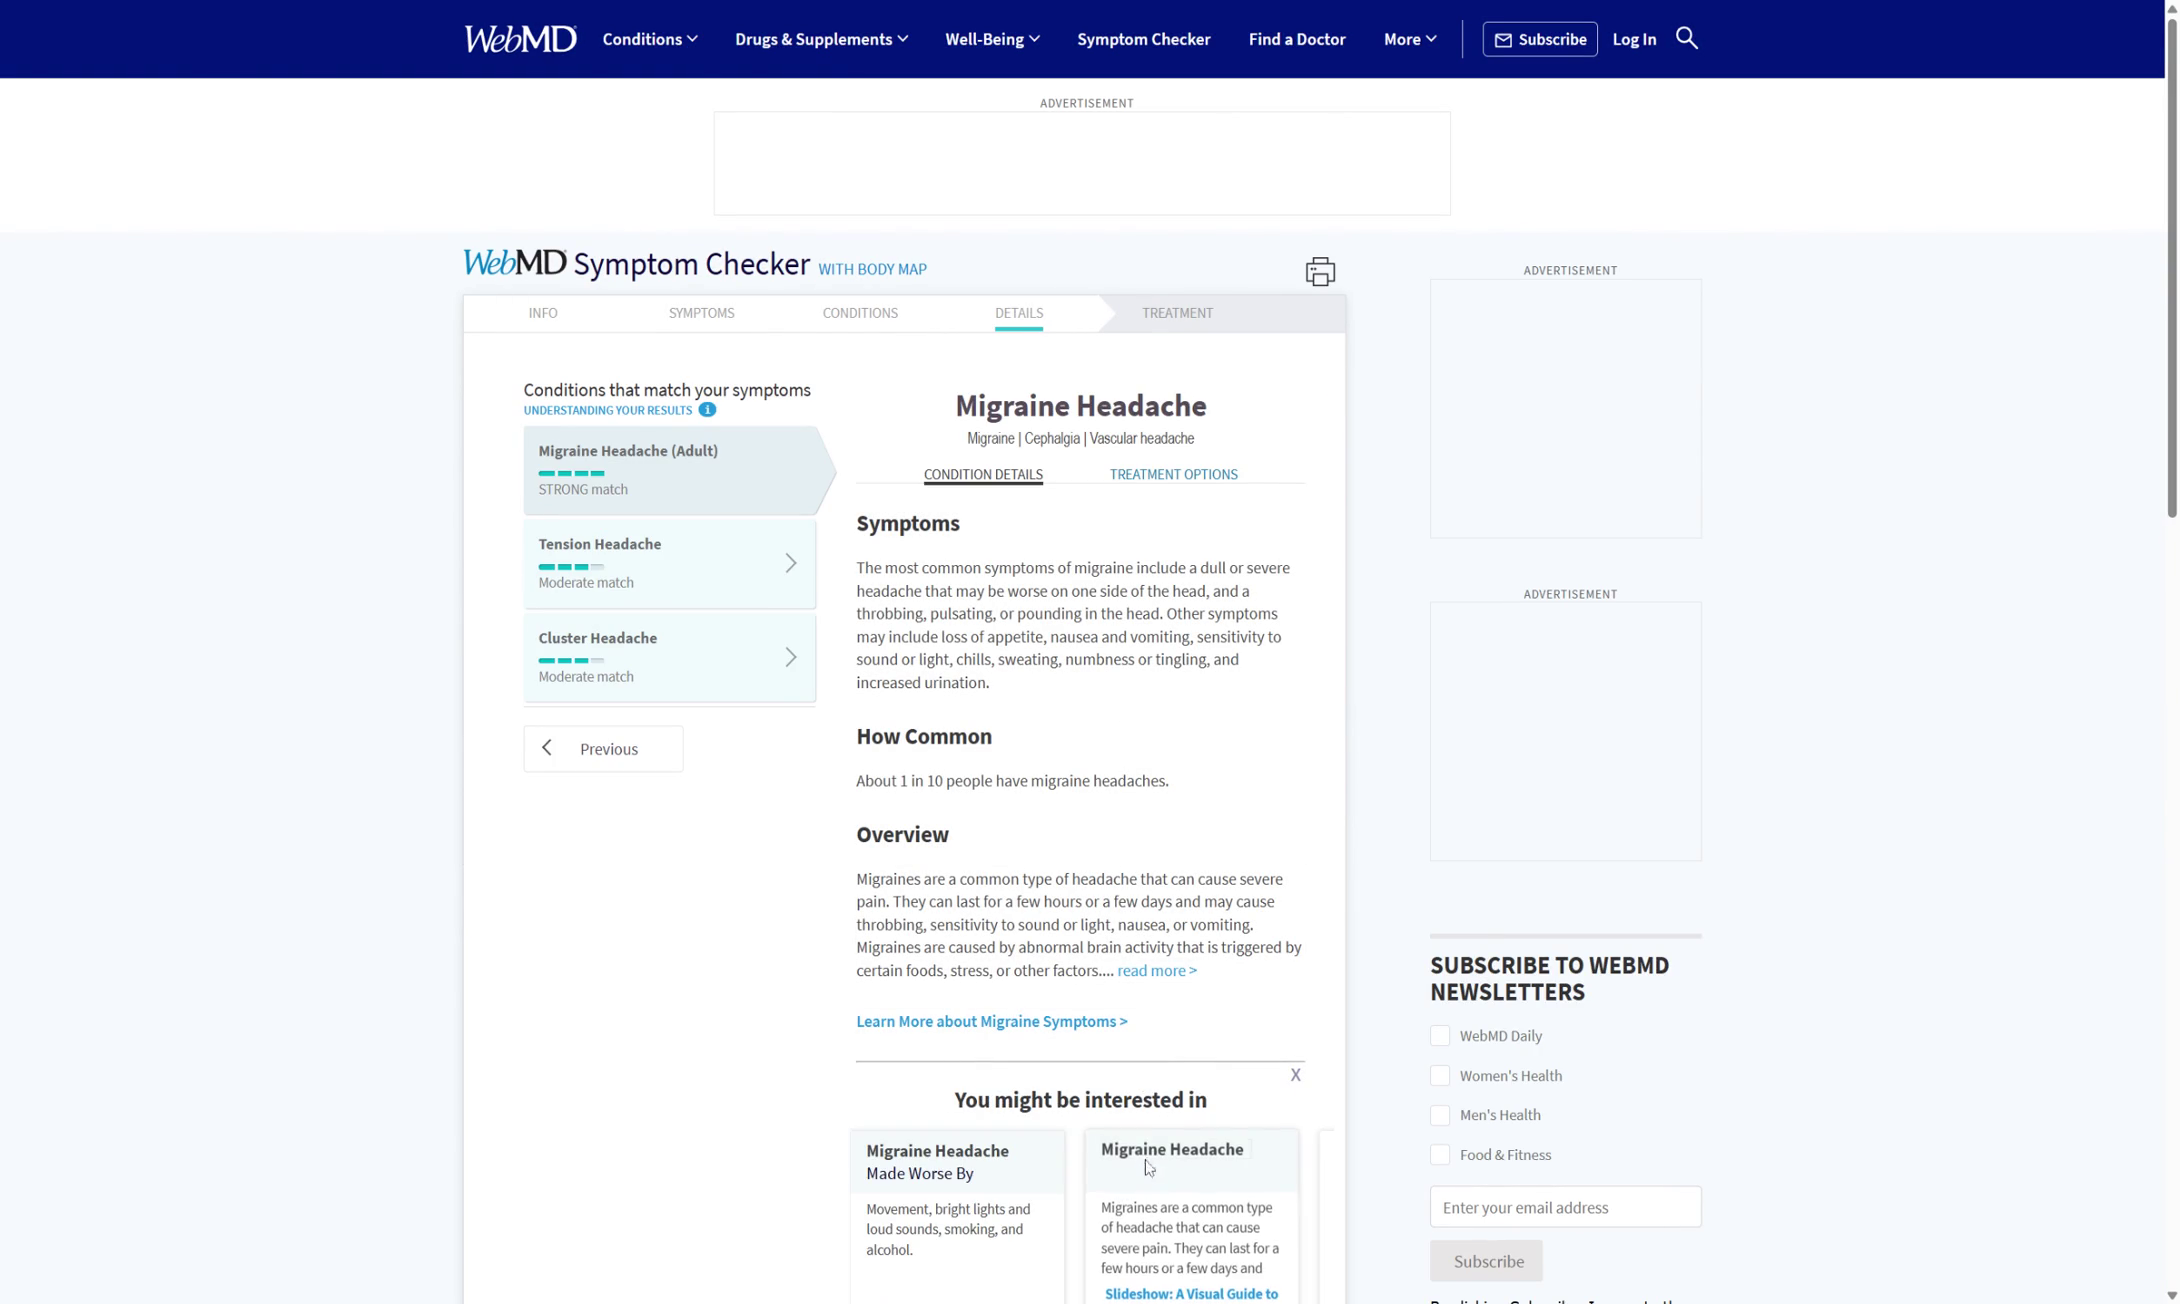 WebMD Conditions Drugs & Supplements Well-Being Symptom Checker Find a Doctor More Subscribe Log In
ADVERTISEMENT
WebMD Symptom Checker WITH BODY MAP
INFO SYMPTOMS CONDITIONS DETAILS TREATMENT
Conditions that match your symptoms
UNDERSTANDING YOUR RESULTS i
Migraine Headache (Adult)
STRONG match
Tension Headache
Moderate match
Cluster Headache
Moderate match
Previous
Migraine Headache
Migraine | Cephalgia | Vascular headache
CONDITION DETAILS TREATMENT OPTIONS
Symptoms
The most common symptoms of migraine include a dull or severe
headache that may be worse on one side of the head, and a
throbbing, pulsating, or pounding in the head. Other symptoms
may include loss of appetite, nausea and vomiting, sensitivity to
sound or light, chills, sweating, numbness or tingling, and
increased urination.
How Common
About 1 in 10 people have migraine headaches.
Overview
Migraines are a common type of headache that can cause severe
pain. They can last for a few hours or a few days and may cause
throbbing, sensitivity to sound or light, nausea, or vomiting.
Migraines are caused by abnormal brain activity that is triggered by
certain foods, stress, or other factors.... read more >
Learn More about Migraine Symptoms >
X
You might be interested in
Migraine Headache
Made Worse By
Movement, bright lights and
loud sounds, smoking, and
alcohol.
Migraine Headache
Migraines are a common type
of headache that can cause
severe pain. They can last for a
few hours or a few days and
Slideshow: A Visual Guide to
ADVERTISEMENT
ADVERTISEMENT
SUBSCRIBE TO WEBMD
NEWSLETTERS
WebMD Daily
Women's Health
Men's Health
Food & Fitness
Enter your email address
Subscribe